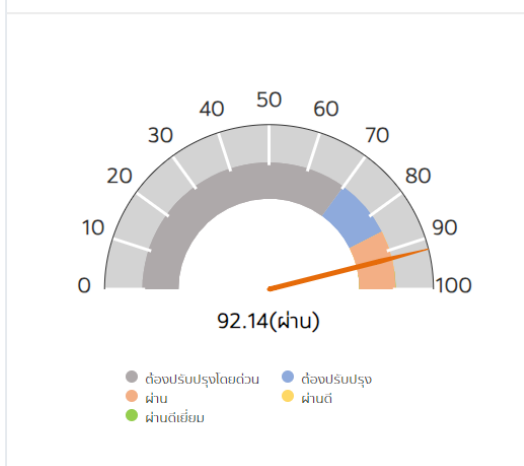 50
40
60
30
70
20
80
10
90
0
100
92.14(ผ่าน)
ต้องปรับปรุงโดยด่วน
ต้องปรับปรุง
ผ่าน
ผ่านดี
ผ่านดีเยี่ยม